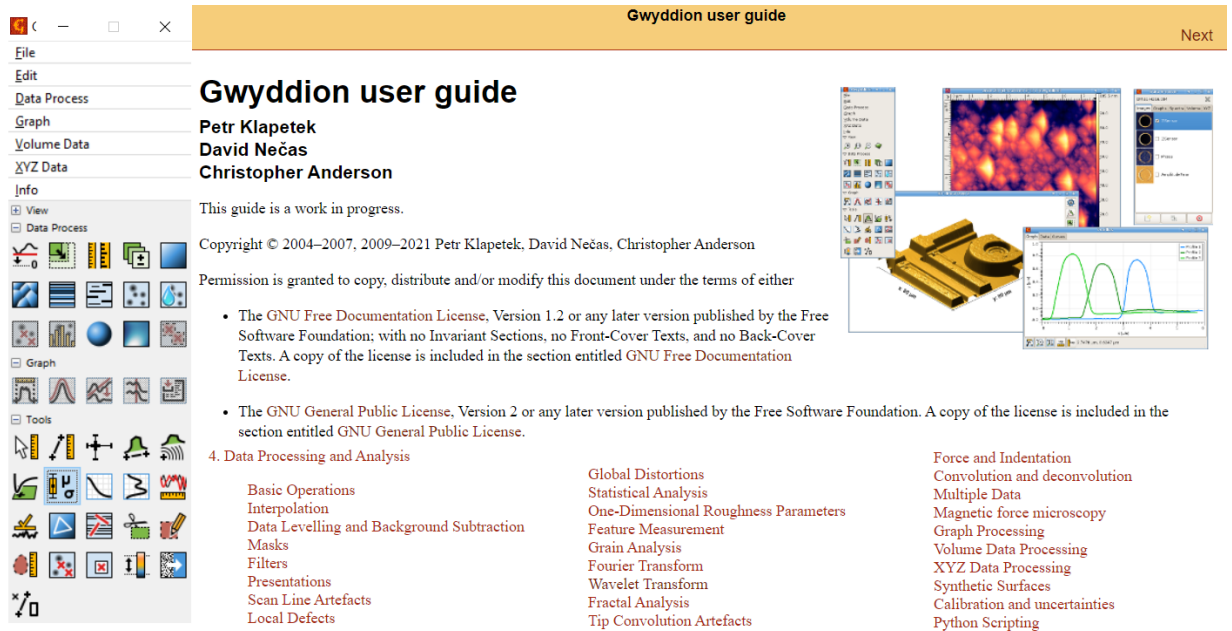 File
Edit
Data Process
Graph
Volume Data
XYZ Data
Info
View
Data Process
Graph
Tools
Gwyddion user guide
Next
Gwyddion user guide
Petr Klapetek
David Nečas
Christopher Anderson
This guide is a work in progress.
Copyright © 2004–2007, 2009–2021 Petr Klapetek, David Nečas, Christopher Anderson
Permission is granted to copy, distribute and/or modify this document under the terms of either
• The GNU Free Documentation License, Version 1.2 or any later version published by the Free
Software Foundation; with no Invariant Sections, no Front-Cover Texts, and no Back-Cover
Texts. A copy of the license is included in the section entitled GNU Free Documentation
License.
• The GNU General Public License, Version 2 or any later version published by the Free Software Foundation. A copy of the license is included in the
section entitled GNU General Public License.
4. Data Processing and Analysis
Basic Operations
Interpolation
Data Levelling and Background Subtraction
Masks
Filters
Presentations
Scan Line Artefacts
Local Defects
Global Distortions
Statistical Analysis
One-Dimensional Roughness Parameters
Feature Measurement
Grain Analysis
Fourier Transform
Wavelet Transform
Fractal Analysis
Tip Convolution Artefacts
Force and Indentation
Convolution and deconvolution
Multiple Data
Magnetic force microscopy
Graph Processing
Volume Data Processing
XYZ Data Processing
Synthetic Surfaces
Calibration and uncertainties
Python Scripting